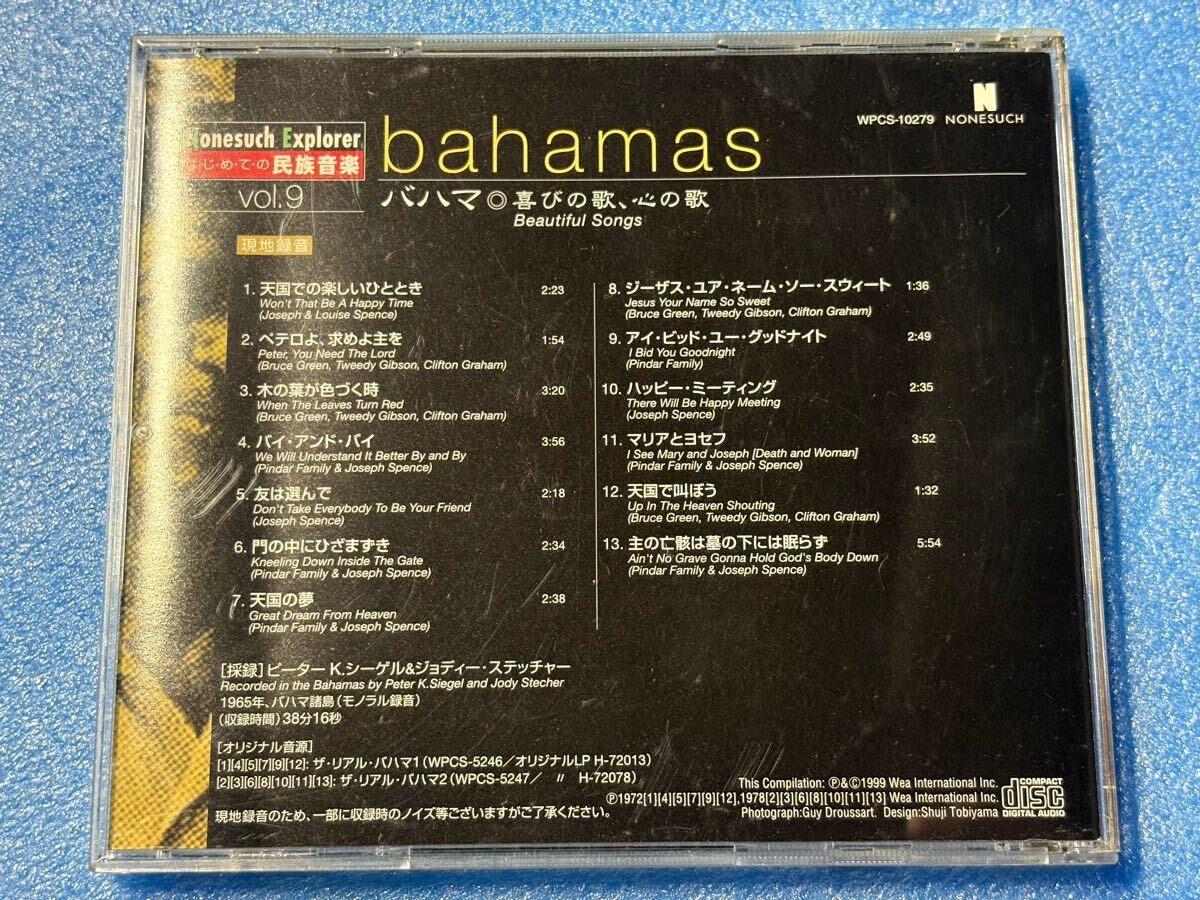 Nonesuch Explorer
は・じ・め・て・の 民族音楽
vol.9
bahamas
バハマ◎喜びの歌、心の歌
Beautiful Songs
WPCS-10279
N
NONESUCH
現地録音
1. 天国での楽しいひととき 2:23
Won't That Be A Happy Time
(Joseph & Louise Spence)
2. ペテロよ、求めよ主を 1:54
Peter, You Need The Lord
(Bruce Green, Tweedy Gibson, Clifton Graham)
3. 木の葉が色づく時 3:20
When The Leaves Turn Red
(Bruce Green, Tweedy Gibson, Clifton Graham)
4. バイ・アンド・バイ 3:56
We Will Understand It Better By and By
(Pindar Family & Joseph Spence)
5. 友は選んで 2:18
Don't Take Everybody To Be Your Friend
(Joseph Spence)
6. 門の中にひざまずき 2:34
Kneeling Down Inside The Gate
(Pindar Family & Joseph Spence)
7. 天国の夢 2:38
Great Dream From Heaven
(Pindar Family & Joseph Spence)
8. ジーザス・ユア・ネーム・ソー・スウィート 1:36
Jesus Your Name So Sweet
(Bruce Green, Tweedy Gibson, Clifton Graham)
9. アイ・ビッド・ユー・グッドナイト 2:49
I Bid You Goodnight
(Pindar Family)
10. ハッピー・ミーティング 2:35
There Will Be Happy Meeting
(Joseph Spence)
11. マリアとヨセフ 3:52
I See Mary and Joseph [Death and Woman]
(Pindar Family & Joseph Spence)
12. 天国で叫ぼう 1:32
Up In The Heaven Shouting
(Bruce Green, Tweedy Gibson, Clifton Graham)
13. 主の亡骸は墓の下には眠らず 5:54
Ain't No Grave Gonna Hold God's Body Down
(Pindar Family & Joseph Spence)
[採録]ピーター K.シーゲル&ジョディー・ステッチャー
Recorded in the Bahamas by Peter K.Siegel and Jody Stecher
1965年、バハマ諸島(モノラル録音)
(収録時間)38分16秒
[オリジナル音源]
[1][4][5][7][9][12]: ザ・リアル・バハマ1(WPCS-5246/オリジナルLP H-72013)
[2][3][6][8][10][11][13]: ザ・リアル・バハマ2(WPCS-5247/ 〃 H-72078)
現地録音のため、一部に収録時のノイズ等ございますがご了承ください。
This Compilation: ℗&©1999 Wea International Inc.
℗1972[1][4][5][7][9][12],1978[2][3][6][8][10][11][13] Wea International Inc.
Photograph:Guy Droussart. Design:Shuji Tobiyama
COMPACT
disc
DIGITAL AUDIO